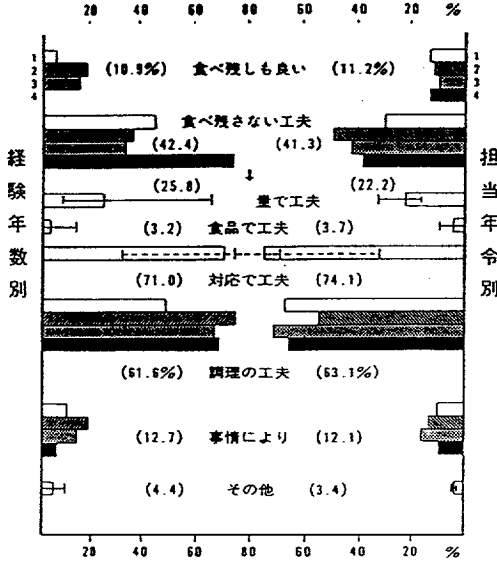 20 40 60 80 60 40 20 %
1 (10.9%) 食べ残しも良い (11.2%) 1
2 2
3 3
4 4
食べ残さない工夫
(42.4) (41.3)
↓
(25.8) 量で工夫 (22.2)
(3.2) 食品で工夫 (3.7)
(71.0) 対応で工夫 (74.1)
(61.6%) 調理の工夫 (63.1%)
(12.7) 事情により (12.1)
(4.4) その他 (3.4)
経験年数別
担当年令別
20 40 60 80 60 40 20 %